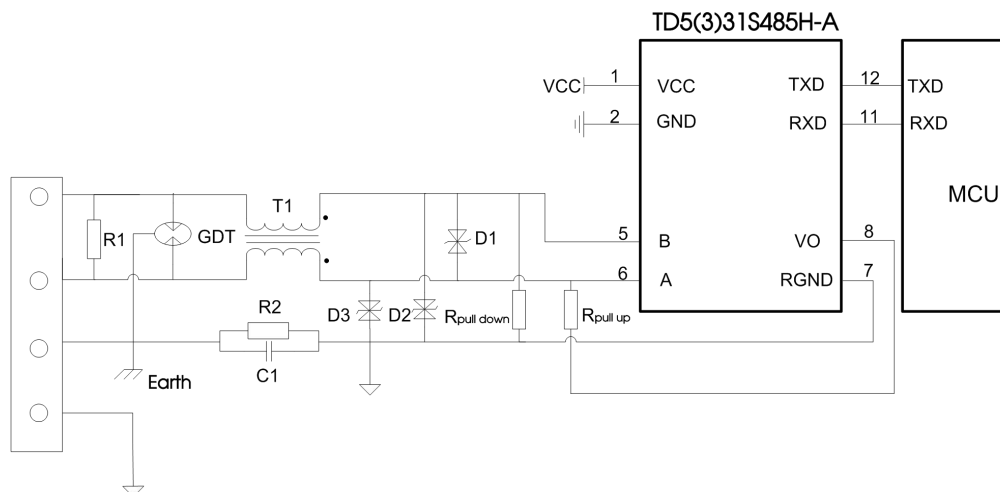 TD5(3)31S485H-A
VCC 1 VCC TXD 12 TXD
2 GND RXD 11 RXD
MCU
T1
R1 GDT D1 5 B VO 8
6 A RGND 7
R2 D3 D2 Rpull down Rpull up
C1
Earth